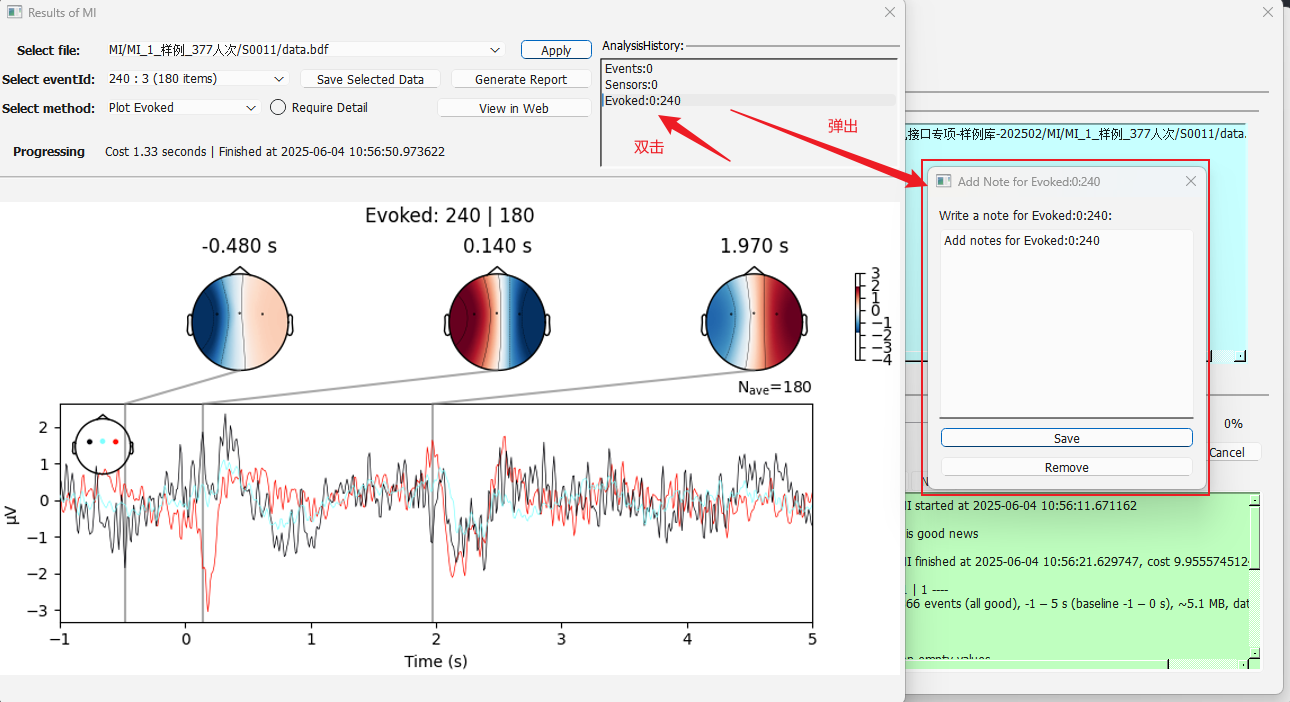 Results of MI
Select file:
MI/MI_1_样例_377人次/S0011/data.bdf
Apply
AnalysisHistory:
Select eventId:
240 : 3 (180 items)
Save Selected Data
Generate Report
Events:0
Sensors:0
Evoked:0:240
Select method:
Plot Evoked
Require Detail
View in Web
双击
弹出
Progressing
Cost 1.33 seconds | Finished at 2025-06-04 10:56:50.973622
接口专项-样例库-202502/MI/MI_1_样例_377人次/S0011/data.
Add Note for Evoked:0:240
Write a note for Evoked:0:240:
Add notes for Evoked:0:240
Save
Remove
Evoked: 240 | 180
-0.480 s
0.140 s
1.970 s
3
2
1
0
−1
−2
−3
−4
Nave=180
2
1
0
−1
−2
−3
µV
−1
0
1
2
3
4
5
Time (s)
0%
Cancel
MI started at 2025-06-04 10:56:11.671162
is good news
MI finished at 2025-06-04 10:56:21.629747, cost 9.9555745124
| 1 ----
66 events (all good), -1 – 5 s (baseline -1 – 0 s), ~5.1 MB, dat